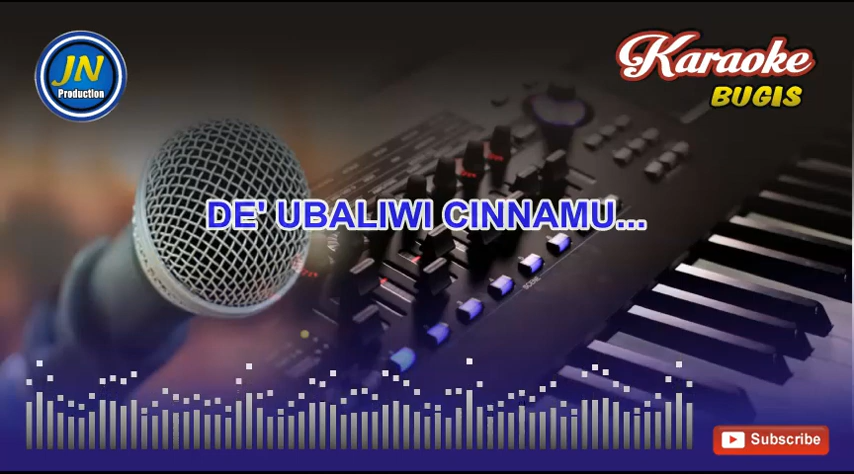 JN
Production
Karaoke
BUGIS
DE' UBALIWI CINNAMU...
Subscribe